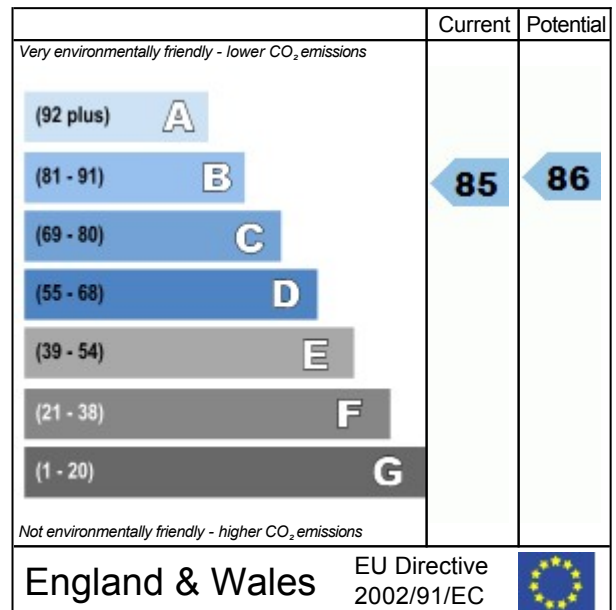 Current Potential
Very environmentally friendly - lower CO₂ emissions
(92 plus) A
(81 - 91) B 85 86
(69 - 80) C
(55 - 68) D
(39 - 54) E
(21 - 38) F
(1 - 20) G
Not environmentally friendly - higher CO₂ emissions
England & Wales
EU Directive
2002/91/EC